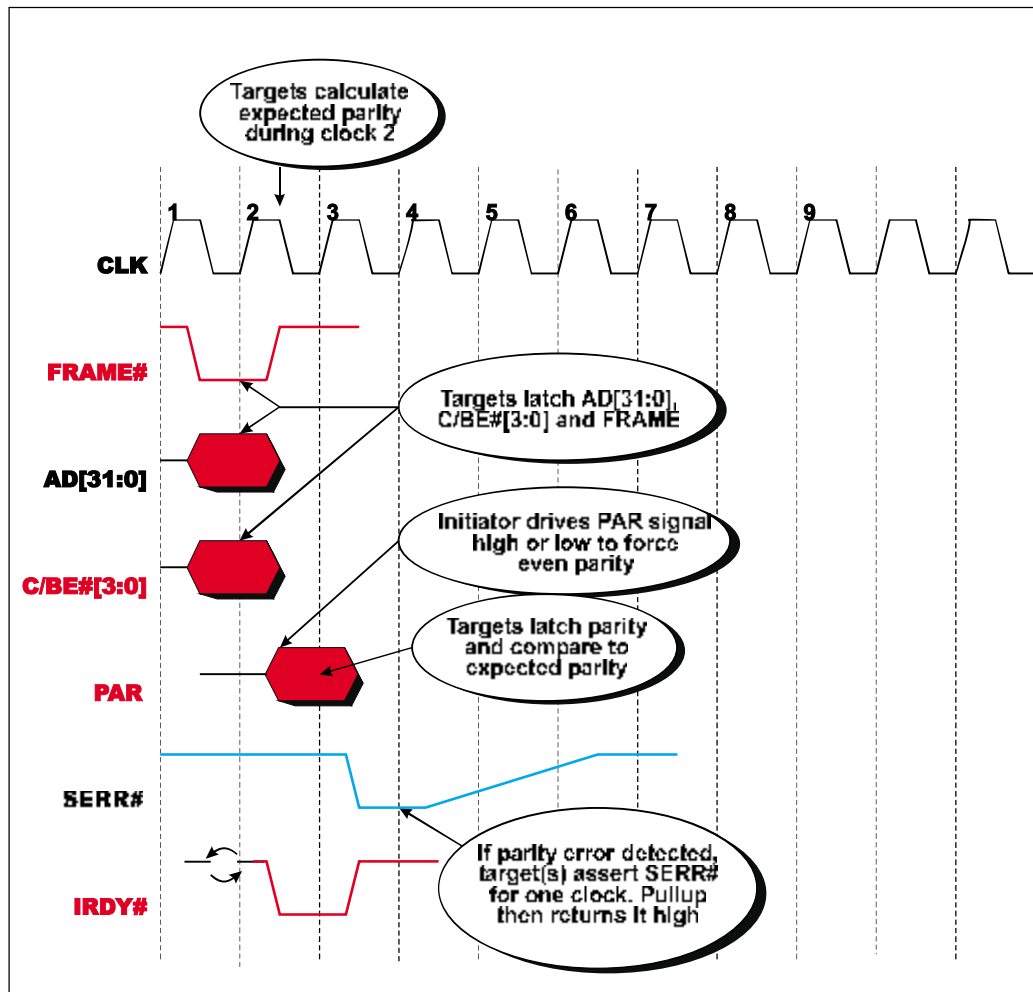 Targets calculate
expected parity
during clock 2
1 2 3 4 5 6 7 8 9
CLK
FRAME#
Targets latch AD[31:0],
C/BE#[3:0] and FRAME
AD[31:0]
Initiator drives PAR signal
high or low to force
even parity
C/BE#[3:0]
Targets latch parity
and compare to
expected parity
PAR
SERR#
If parity error detected,
target(s) assert SERR#
for one clock. Pullup
then returns it high
IRDY#